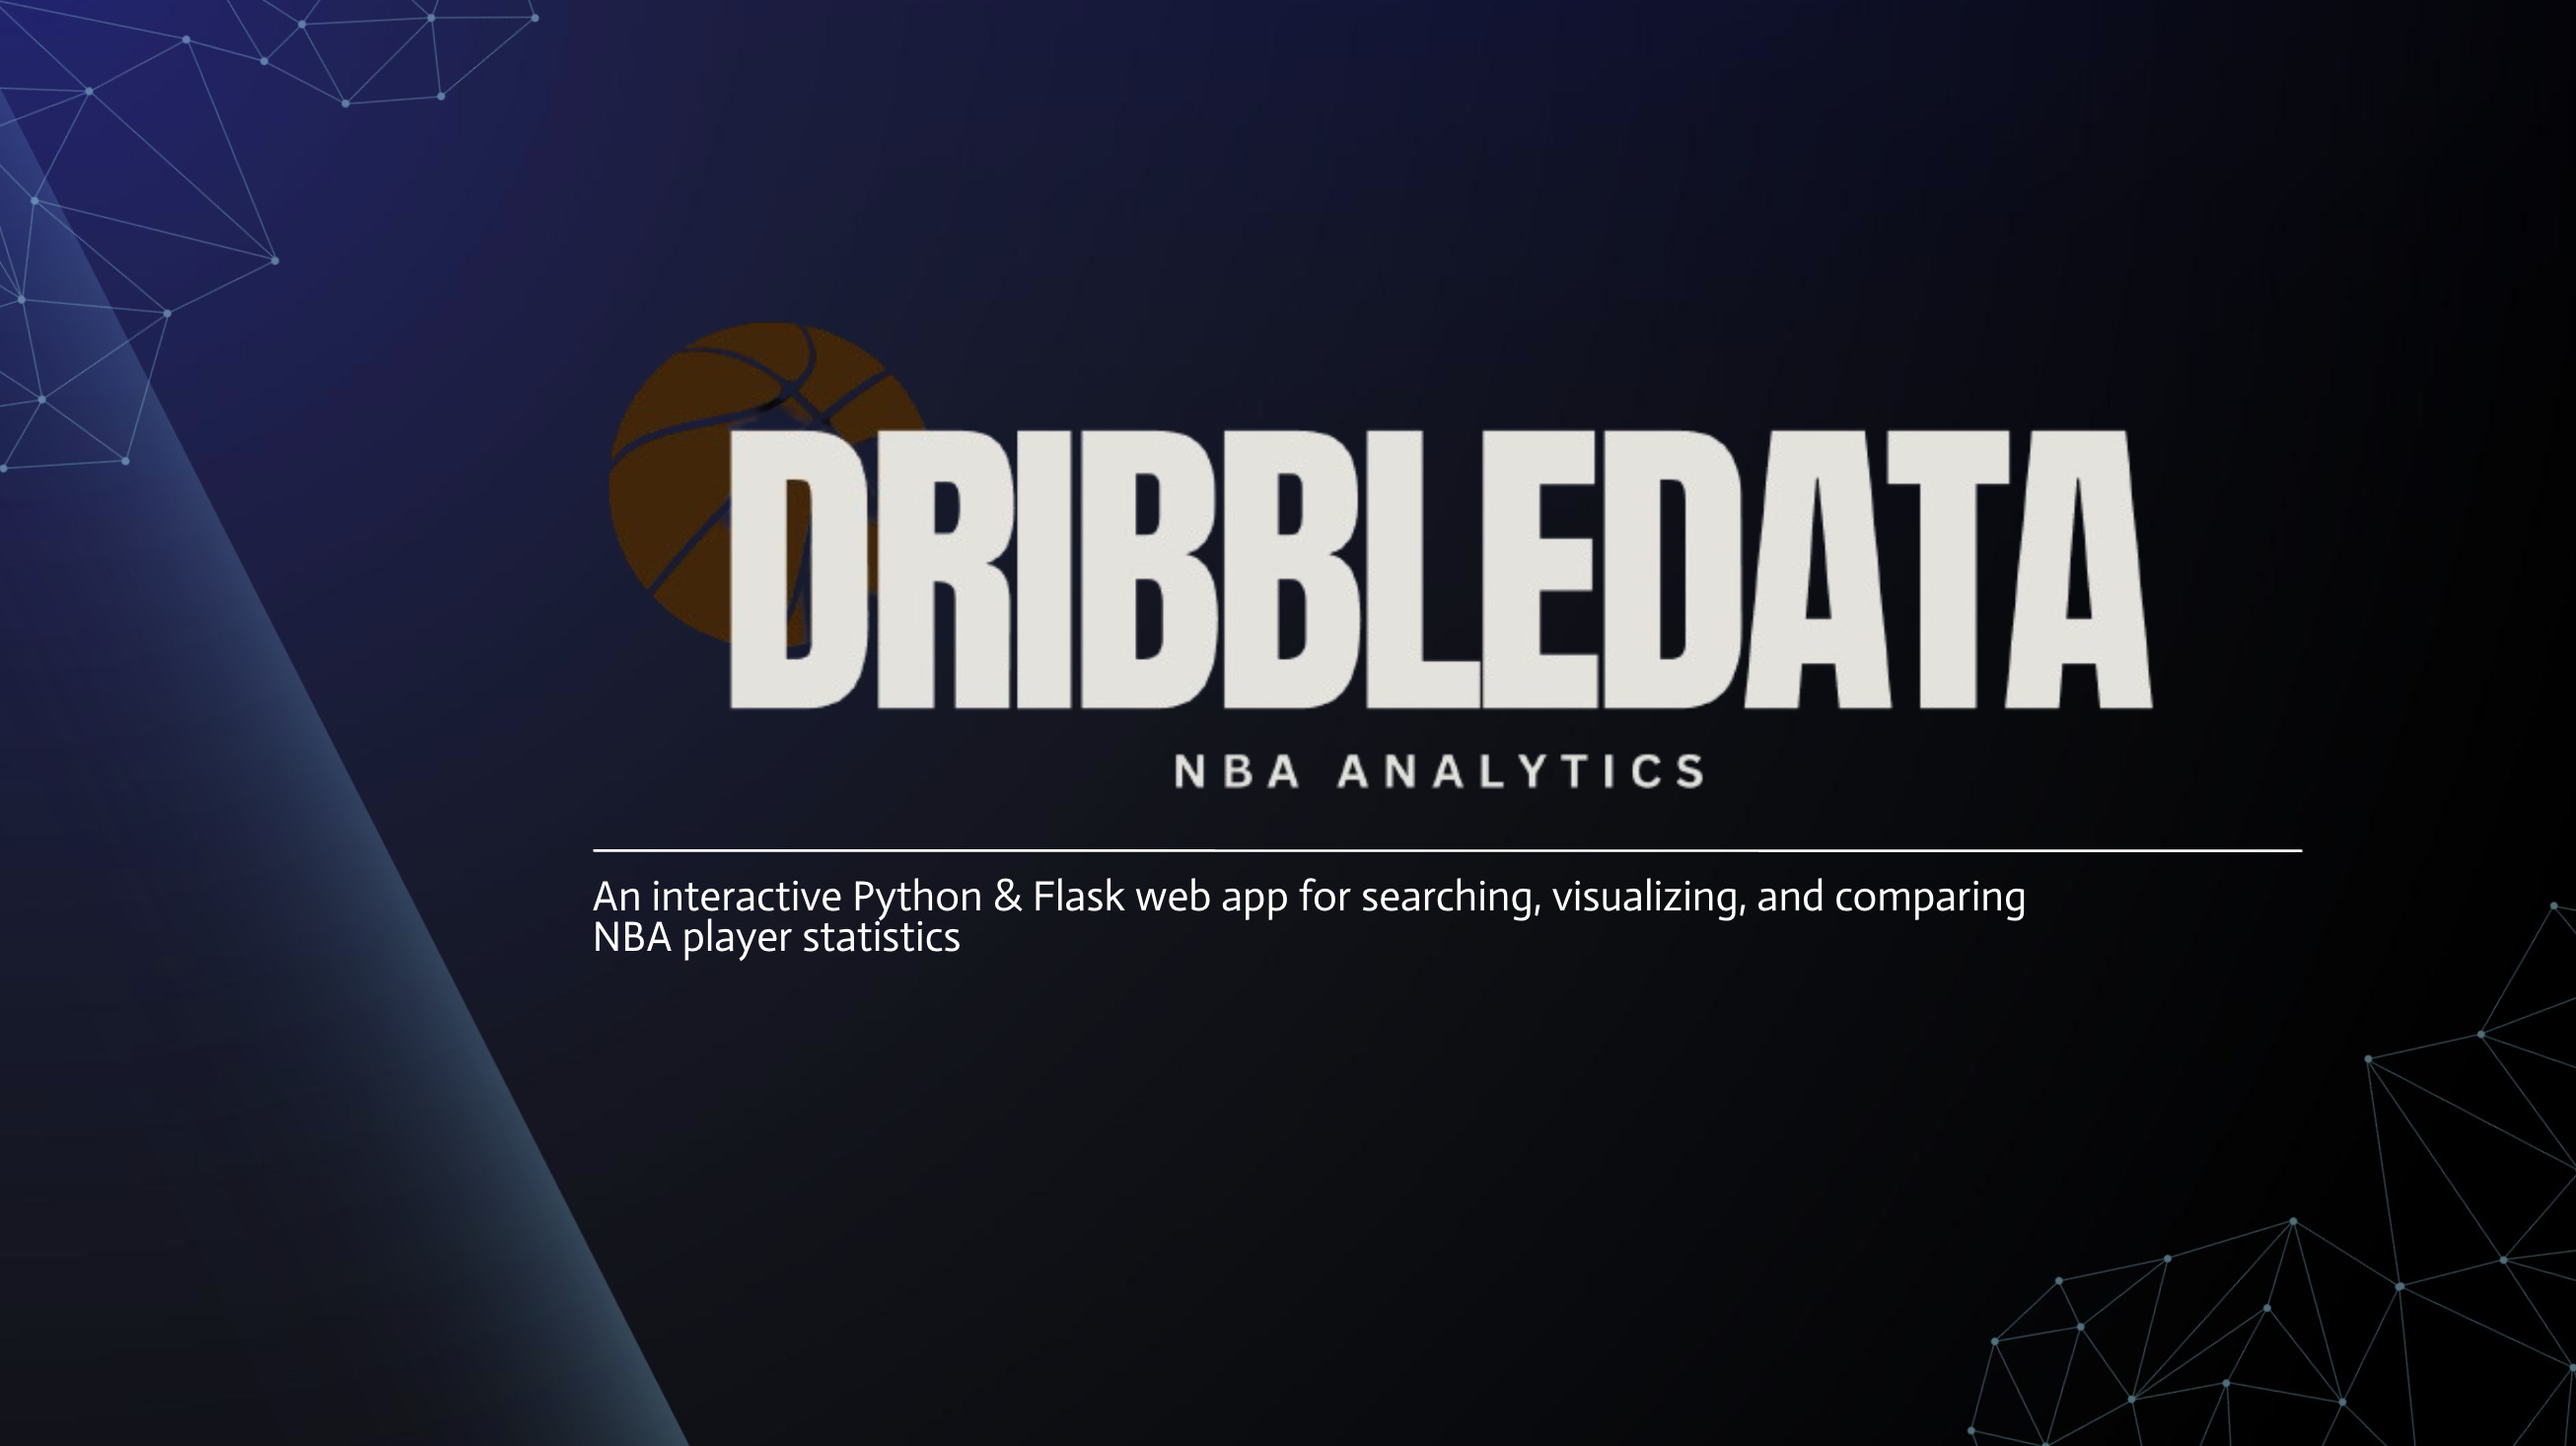 DRIBBLEDATA
NBA ANALYTICS
An interactive Python & Flask web app for searching, visualizing, and comparing
NBA player statistics